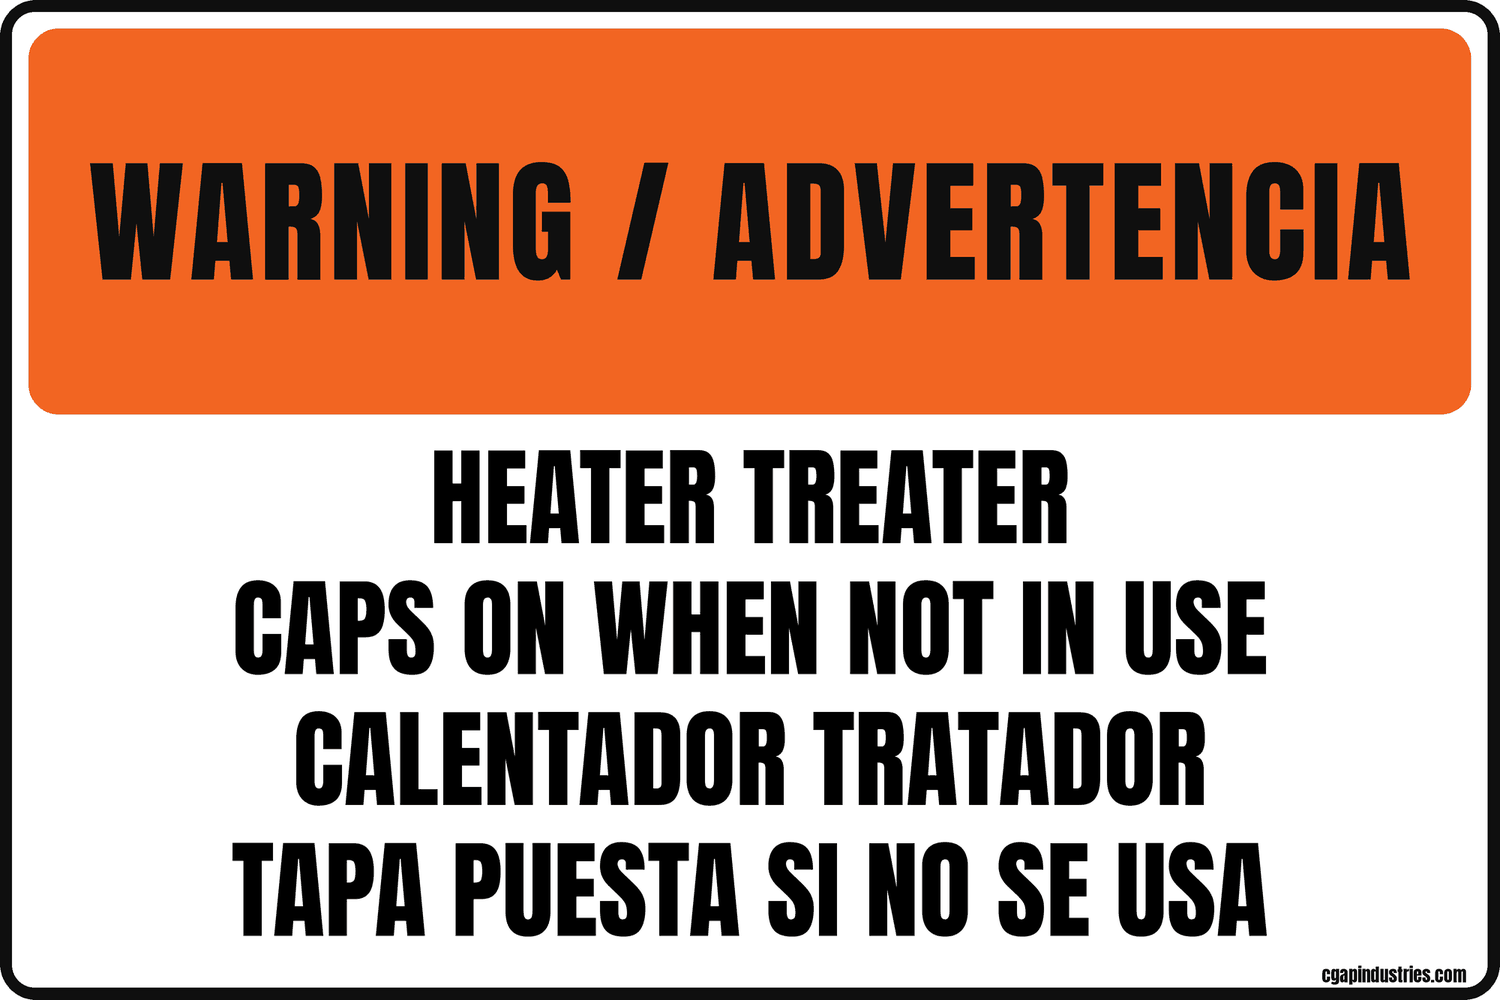 WARNING / ADVERTENCIA
HEATER TREATER
CAPS ON WHEN NOT IN USE
CALENTADOR TRATADOR
TAPA PUESTA SI NO SE USA
cgapindustries.com